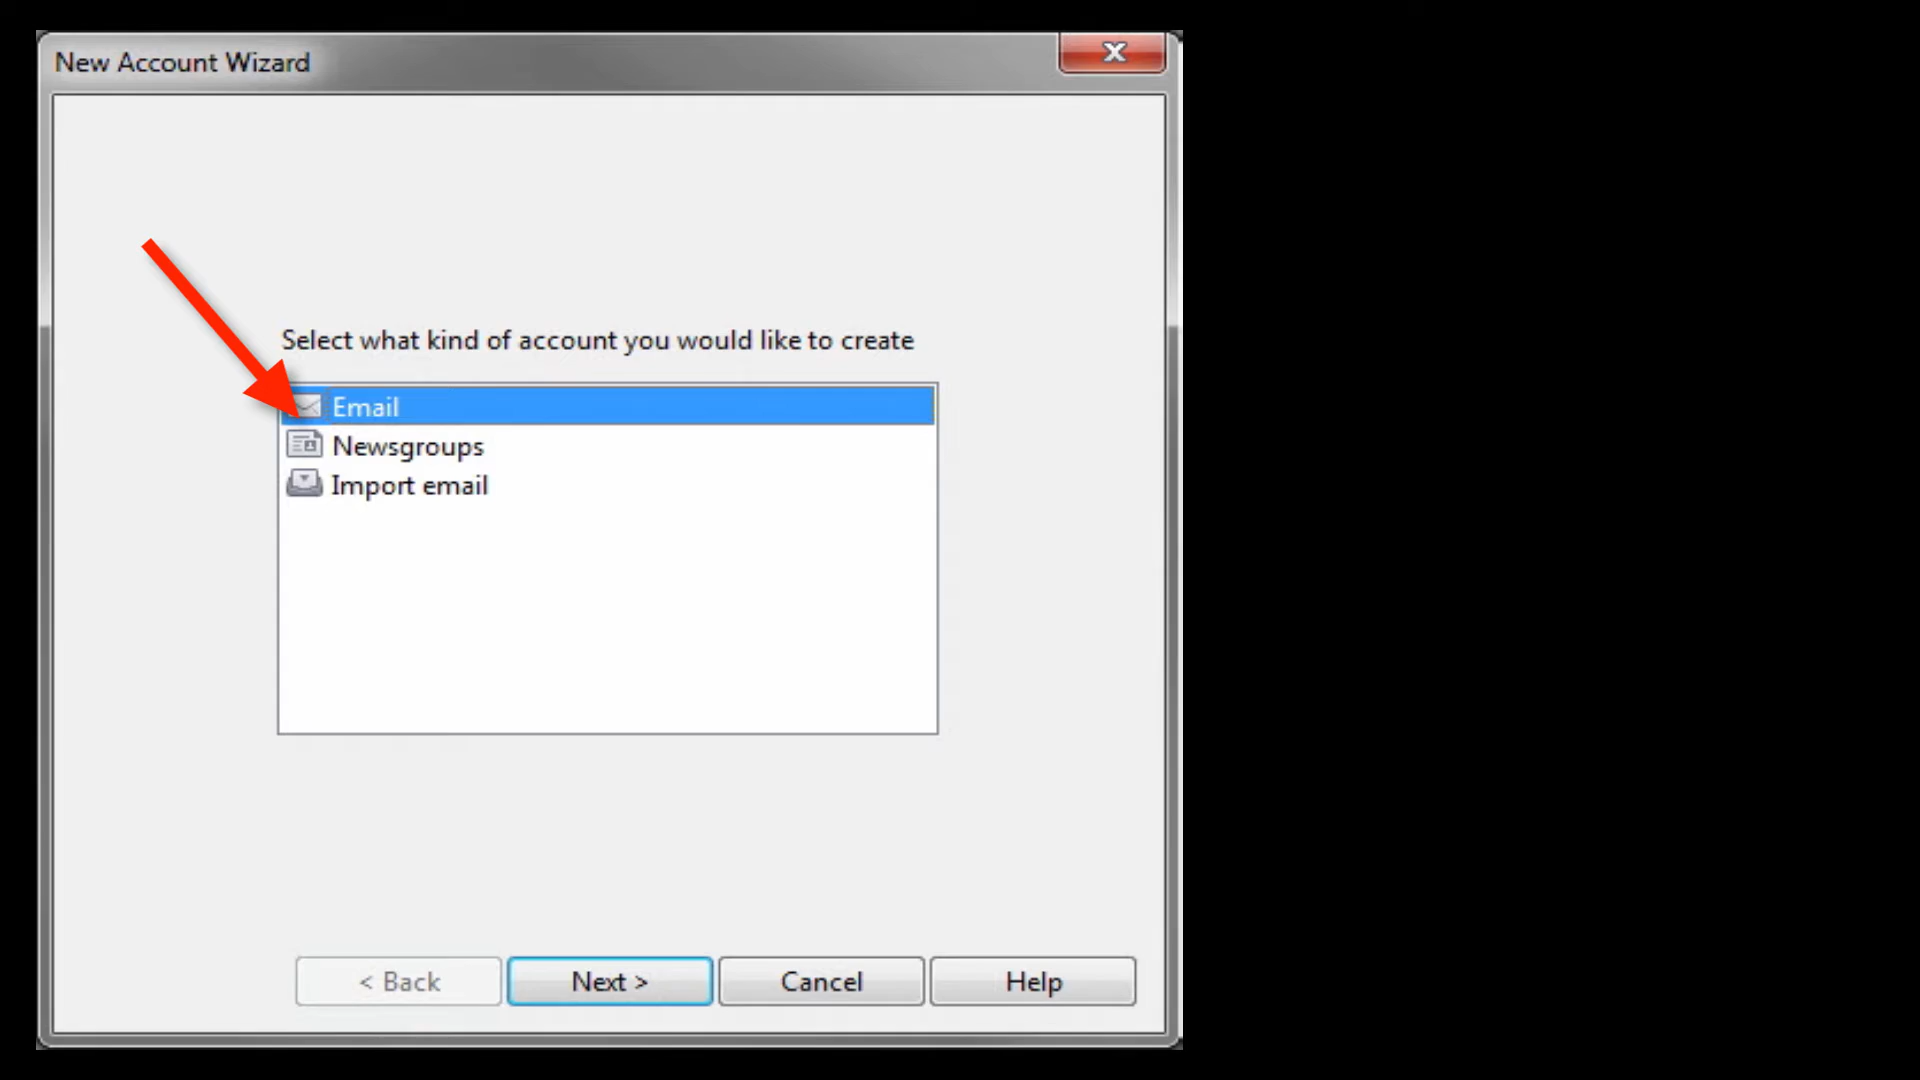 New Account Wizard
Select what kind of account you would like to create
Email
Newsgroups
Import email
< Back
Next >
Cancel
Help